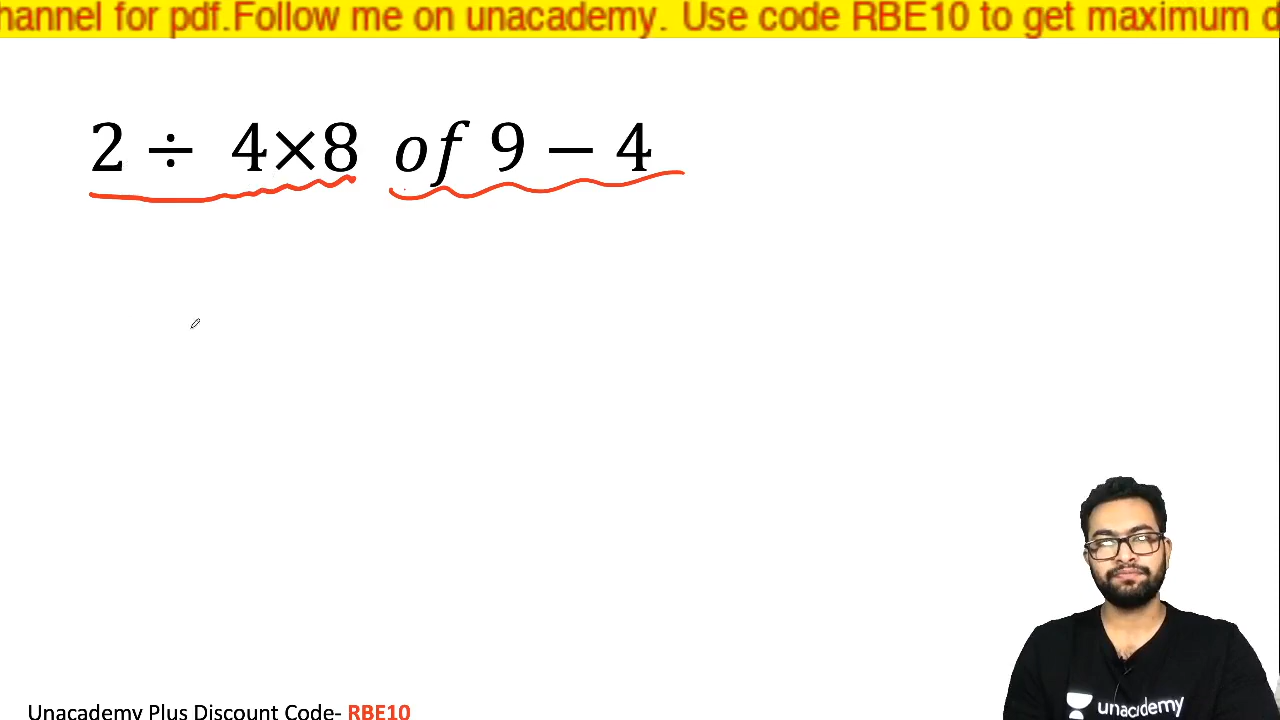 hannel for pdf.Follow me on unacademy. Use code RBE10 to get maximum d
2 ÷ 4×8 of 9 − 4
unacademy
Unacademy Plus Discount Code- RBE10